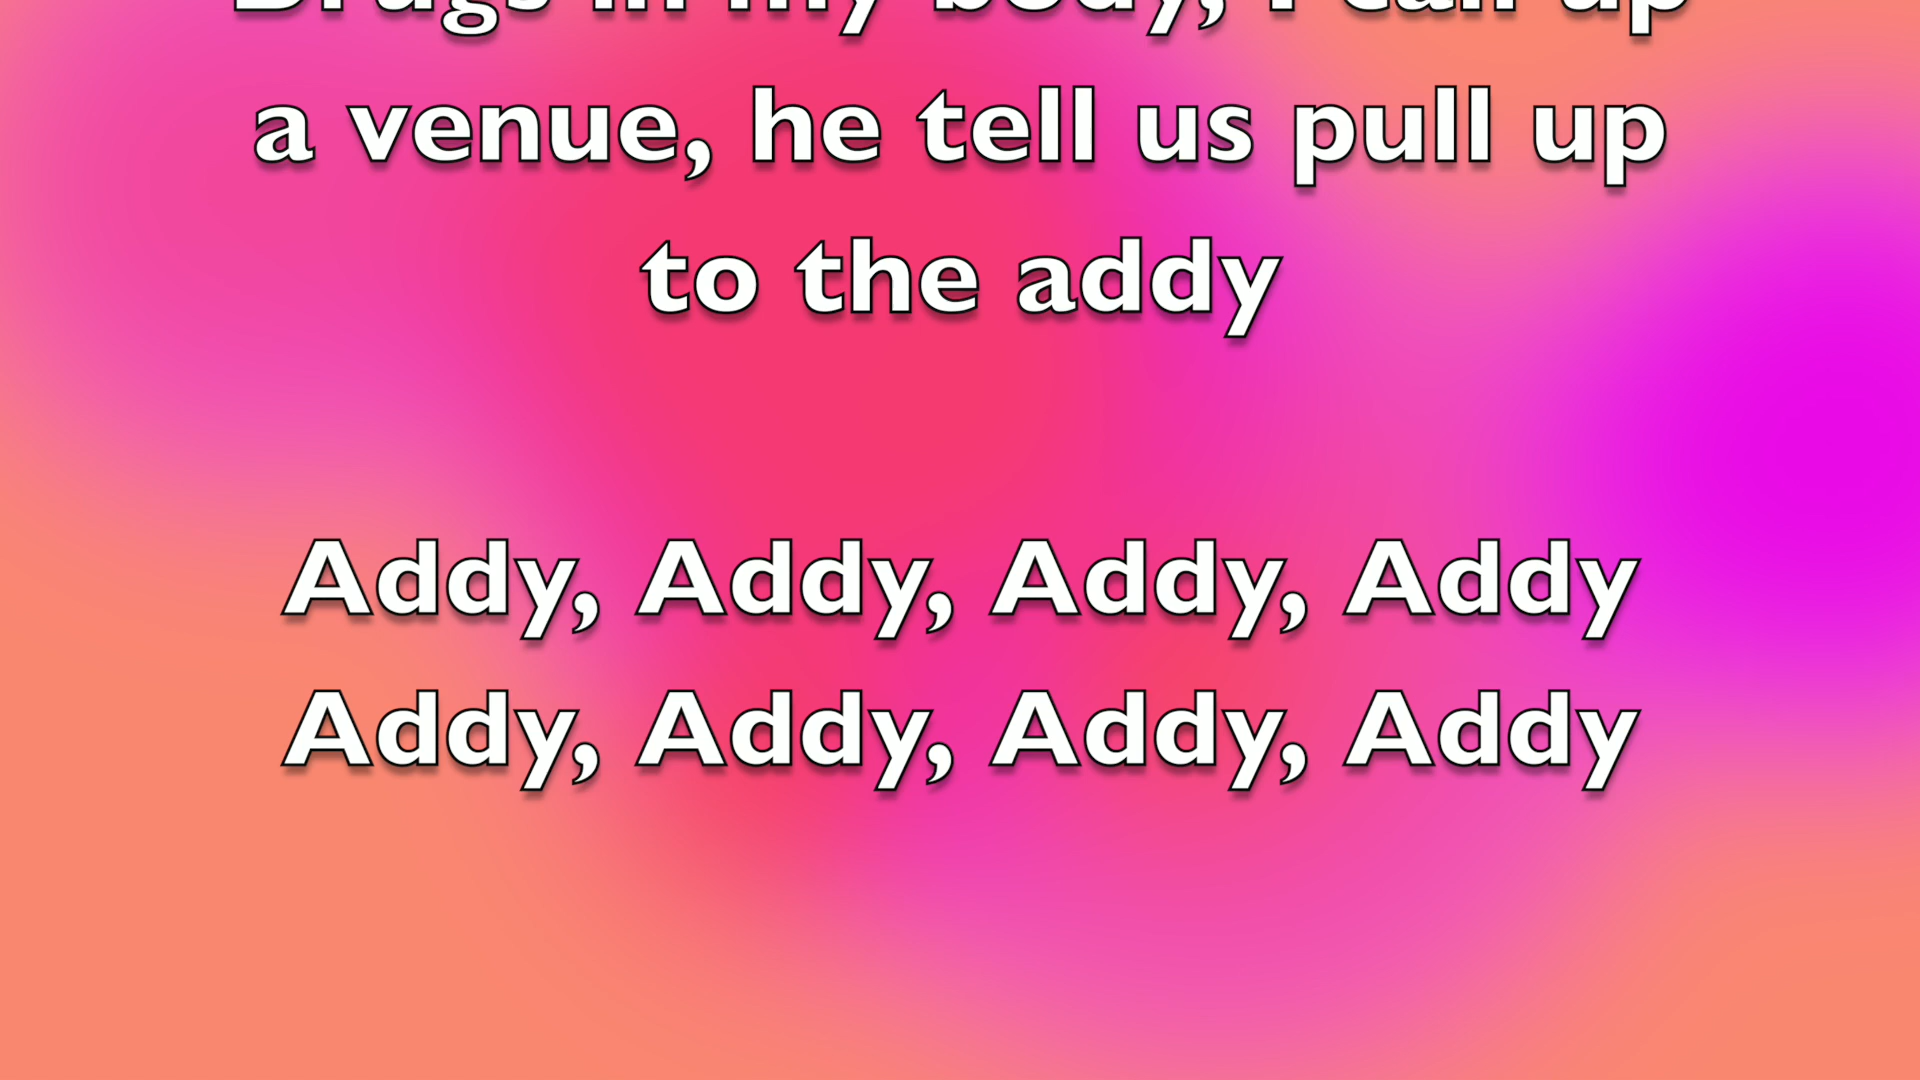 Drugs in my body, I call up
a venue, he tell us pull up
to the addy
Addy, Addy, Addy, Addy
Addy, Addy, Addy, Addy